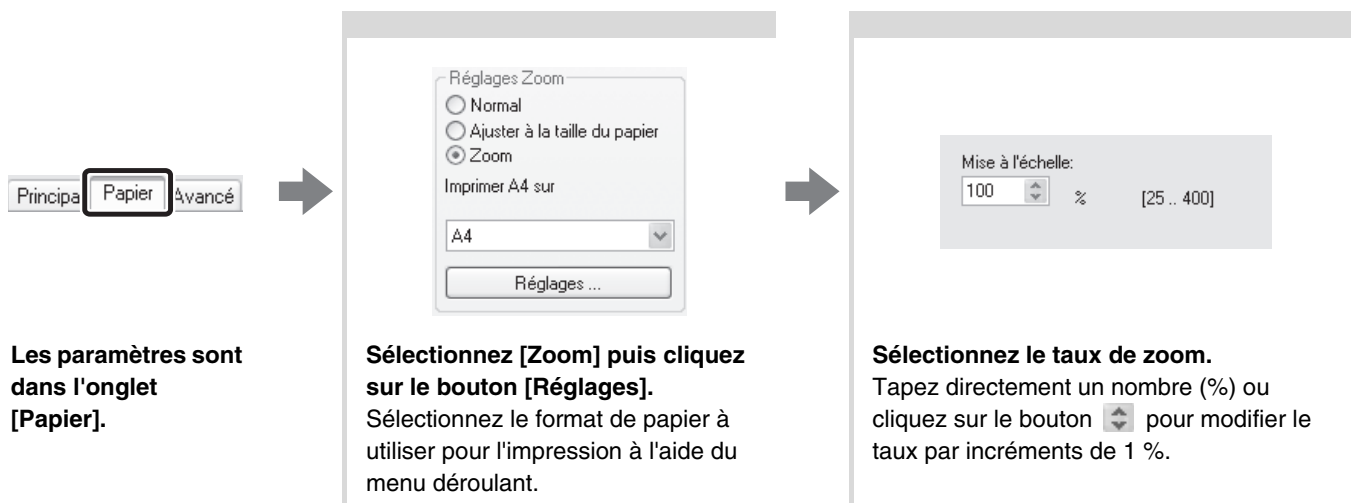 Principa
Papier
Avancé
Les paramètres sont
dans l'onglet
[Papier].
Réglages Zoom
Normal
Ajuster à la taille du papier
Zoom
Imprimer A4 sur
A4
Réglages ...
Sélectionnez [Zoom] puis cliquez
sur le bouton [Réglages].
Sélectionnez le format de papier à
utiliser pour l'impression à l'aide du
menu déroulant.
Mise à l'échelle:
100 % [25 .. 400]
Sélectionnez le taux de zoom.
Tapez directement un nombre (%) ou
cliquez sur le bouton pour modifier le
taux par incréments de 1 %.